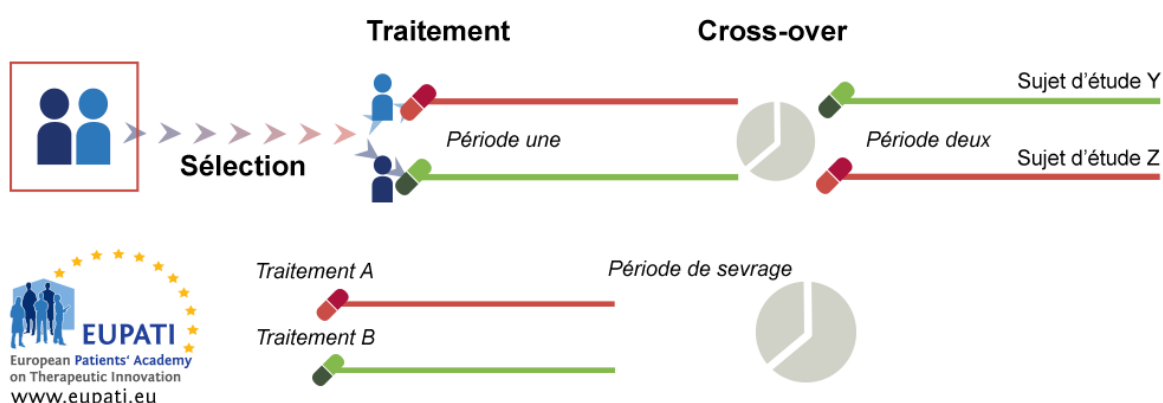 Traitement
Cross-over
Sujet d'étude Y
Période une
Période deux
Sélection
Sujet d'étude Z
Traitement A
Période de sevrage
Traitement B
EUPATI
European Patients' Academy
on Therapeutic Innovation
www.eupati.eu